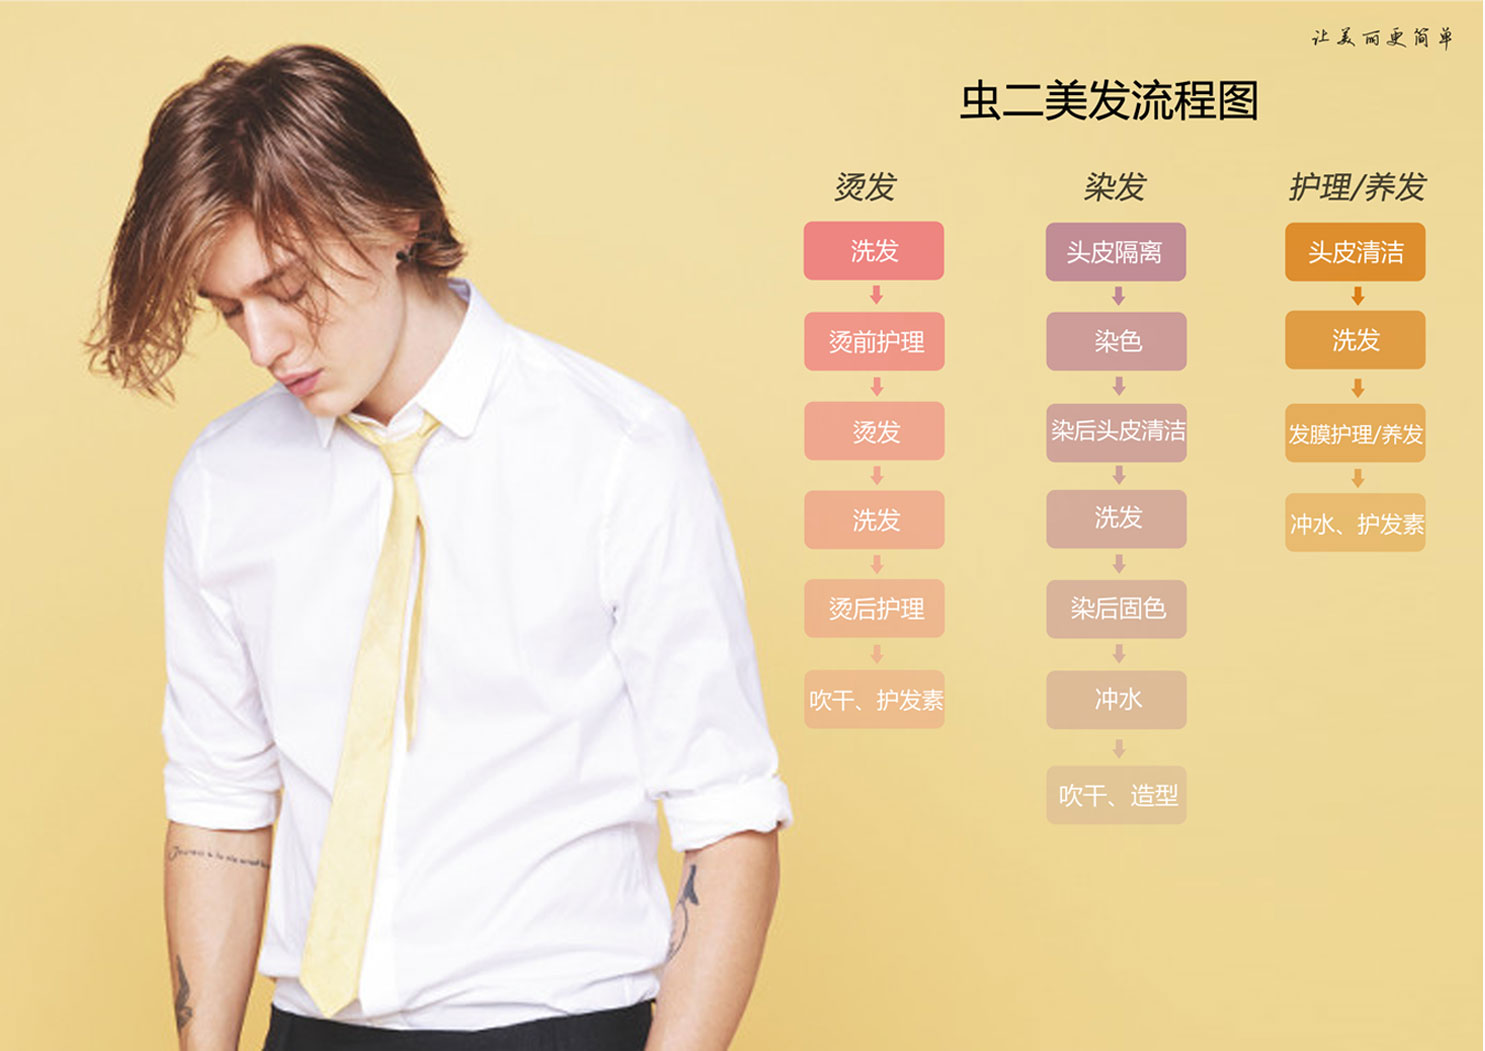 让美丽更简单
虫二美发流程图
烫发
洗发
烫前护理
烫发
洗发
烫后护理
吹干、护发素
染发
头皮隔离
染色
染后头皮清洁
洗发
染后固色
冲水
吹干、造型
护理/养发
头皮清洁
洗发
发膜护理/养发
冲水、护发素